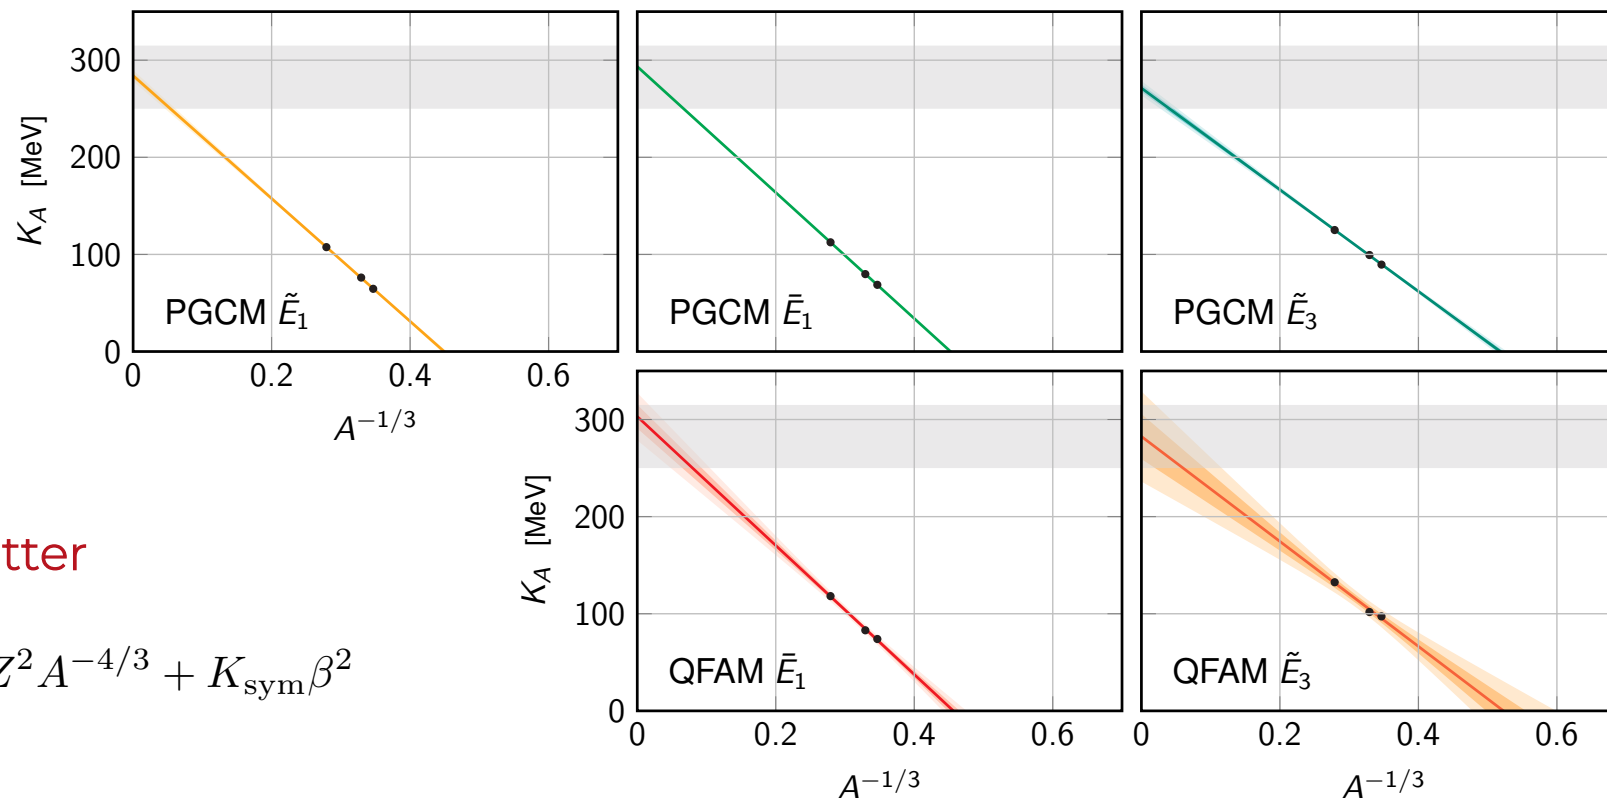 300
200
100
0
K_A [MeV]
PGCM Ẽ₁
PGCM Ē₁
PGCM Ẽ₃
0 0.2 0.4 0.6
A^{-1/3}
300
200
100
0
K_A [MeV]
QFAM Ē₁
QFAM Ẽ₃
0 0.2 0.4 0.6
0 0.2 0.4 0.6
A^{-1/3}
A^{-1/3}
tter
Z²A^{-4/3} + K_{sym}β²